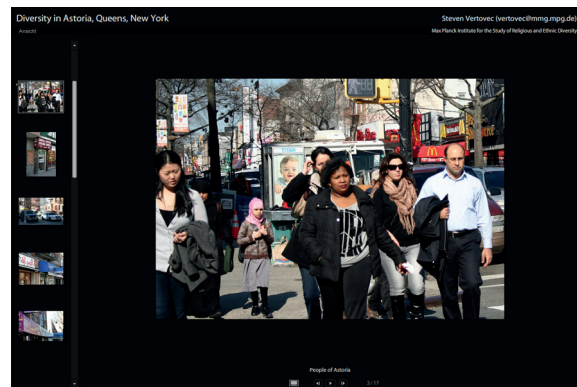 Diversity in Astoria, Queens, New York
Steven Vertovec (vertovec@mmg.mpg.de)
Ansicht
Max Planck Institute for the Study of Religious and Ethnic Diversity
People of Astoria
3 / 17